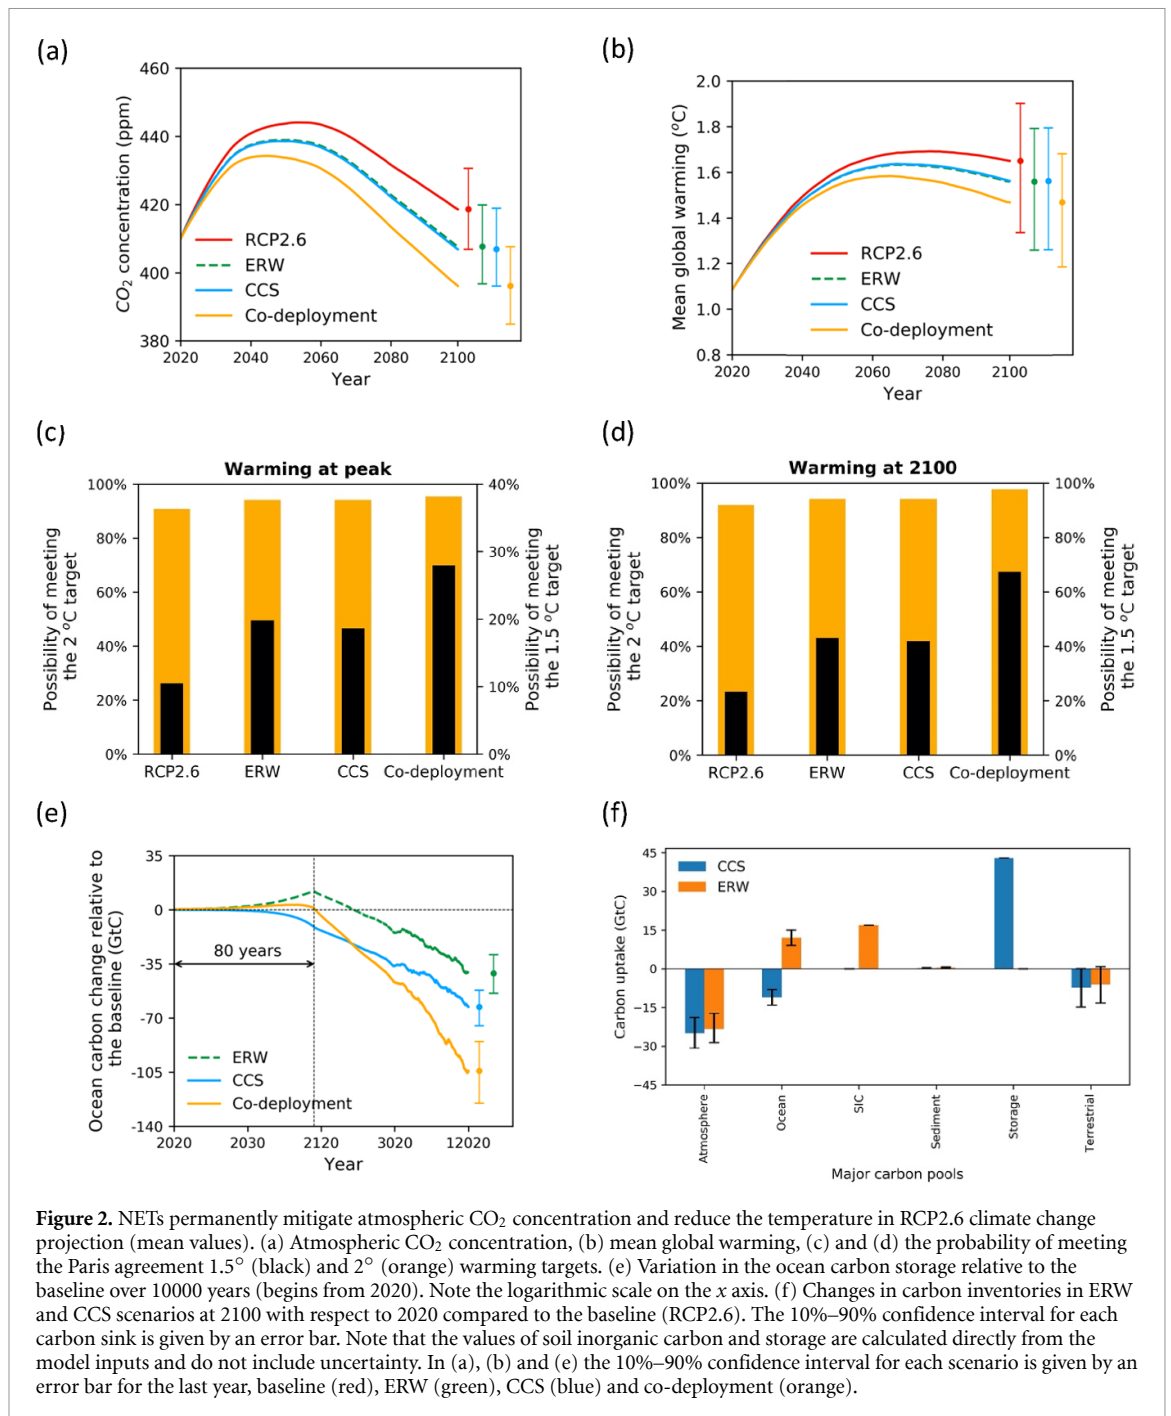 (a)
460
440
420
400
380
CO2 concentration (ppm)
RCP2.6
ERW
CCS
Co-deployment
2020
2040
2060
2080
2100
Year
(b)
2.0
1.8
1.6
1.4
1.2
1.0
0.8
Mean global warming (°C)
RCP2.6
ERW
CCS
Co-deployment
2020
2040
2060
2080
2100
Year
(c)
Warming at peak
100%
80%
60%
40%
20%
0%
Possibility of meeting
the 2 °C target
40%
30%
20%
10%
0%
Possibility of meeting
the 1.5 °C target
RCP2.6
ERW
CCS
Co-deployment
(d)
Warming at 2100
100%
80%
60%
40%
20%
0%
Possibility of meeting
the 2 °C target
100%
80%
60%
40%
20%
0%
Possibility of meeting
the 1.5 °C target
RCP2.6
ERW
CCS
Co-deployment
(e)
35
0
-35
-70
-105
-140
Ocean carbon change relative to
the baseline (GtC)
80 years
ERW
CCS
Co-deployment
2020
2030
2120
3020
12020
Year
(f)
45
30
15
0
−15
−30
−45
Carbon uptake (GtC)
CCS
ERW
Atmosphere
Ocean
SIC
Sediment
Storage
Terrestrial
Major carbon pools
Figure 2. NETs permanently mitigate atmospheric CO2 concentration and reduce the temperature in RCP2.6 climate change
projection (mean values). (a) Atmospheric CO2 concentration, (b) mean global warming, (c) and (d) the probability of meeting
the Paris agreement 1.5° (black) and 2° (orange) warming targets. (e) Variation in the ocean carbon storage relative to the
baseline over 10000 years (begins from 2020). Note the logarithmic scale on the x axis. (f) Changes in carbon inventories in ERW
and CCS scenarios at 2100 with respect to 2020 compared to the baseline (RCP2.6). The 10%–90% confidence interval for each
carbon sink is given by an error bar. Note that the values of soil inorganic carbon and storage are calculated directly from the
model inputs and do not include uncertainty. In (a), (b) and (e) the 10%–90% confidence interval for each scenario is given by an
error bar for the last year, baseline (red), ERW (green), CCS (blue) and co-deployment (orange).